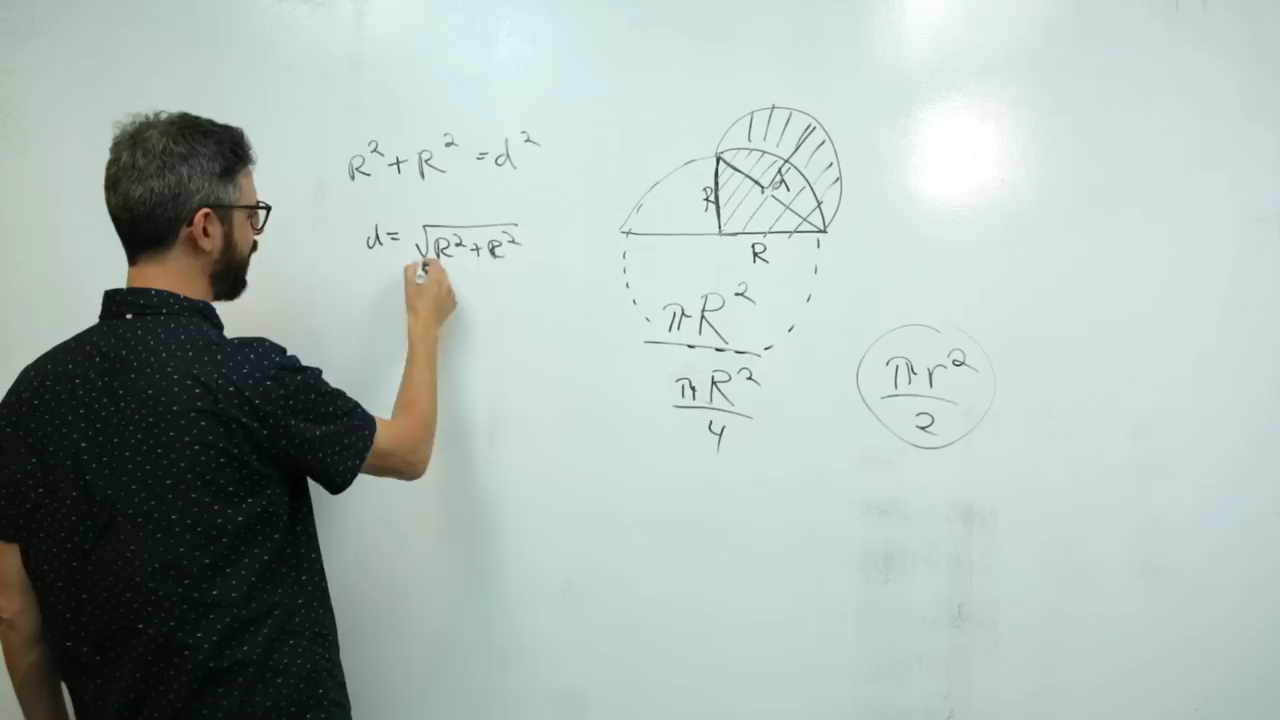 R² + R² = d²
d = √R² + R²
R
d
R
πR²
πR²
4
πr²
2